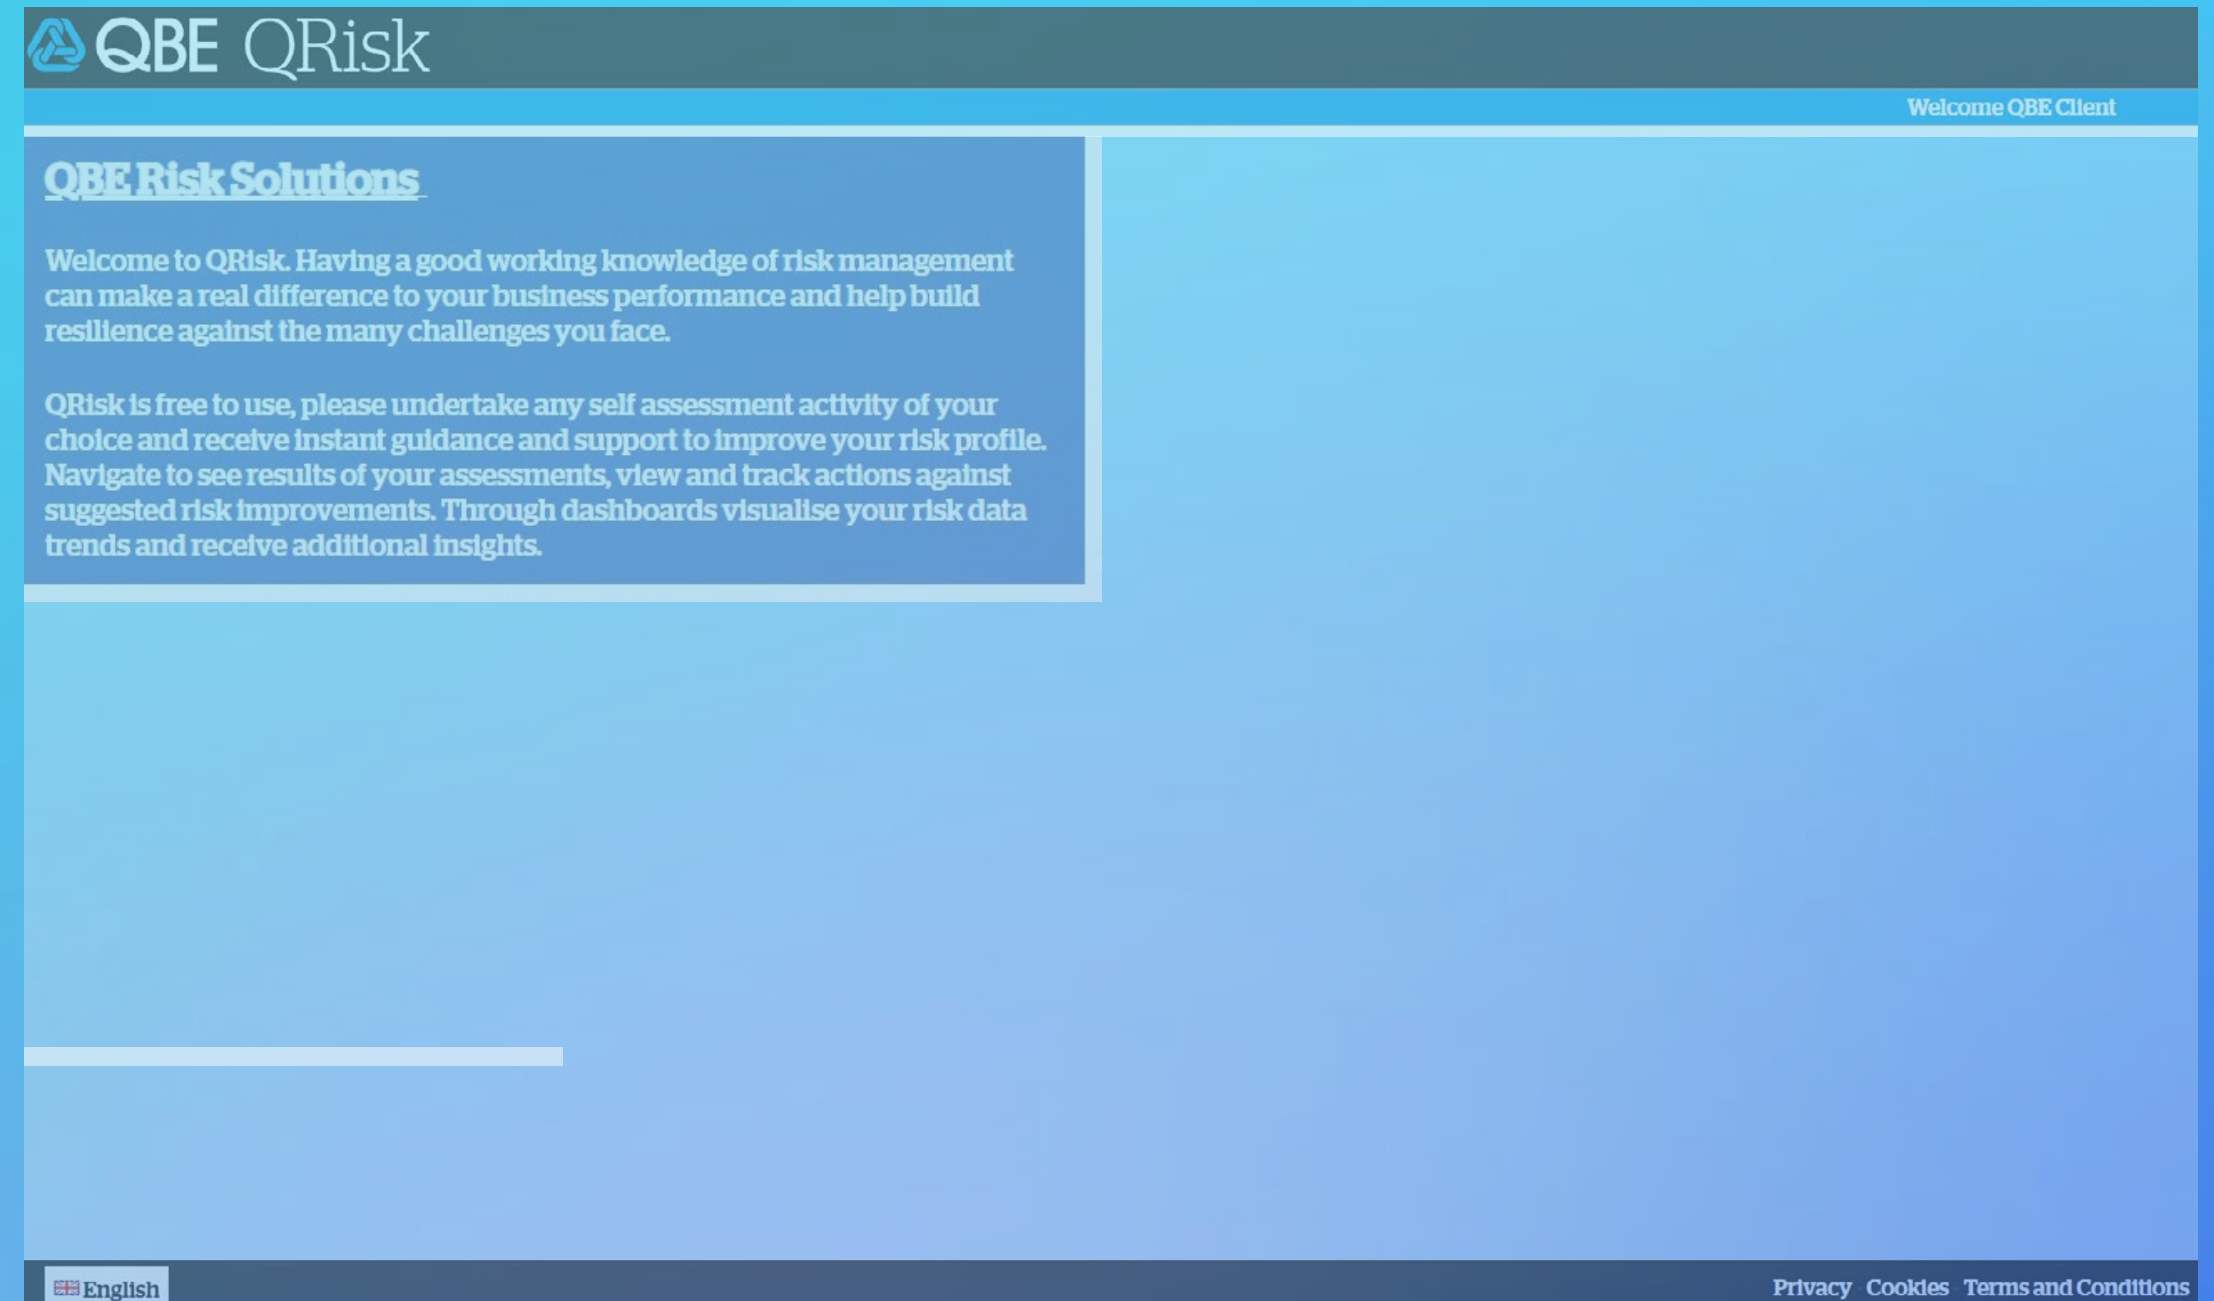 QBE QRisk
Welcome QBE Client
QBE Risk Solutions
Welcome to QRisk. Having a good working knowledge of risk management
can make a real difference to your business performance and help build
resilience against the many challenges you face.
QRisk is free to use, please undertake any self assessment activity of your
choice and receive instant guidance and support to improve your risk profile.
Navigate to see results of your assessments, view and track actions against
suggested risk improvements. Through dashboards visualise your risk data
trends and receive additional insights.
English
Privacy Cookies Terms and Conditions